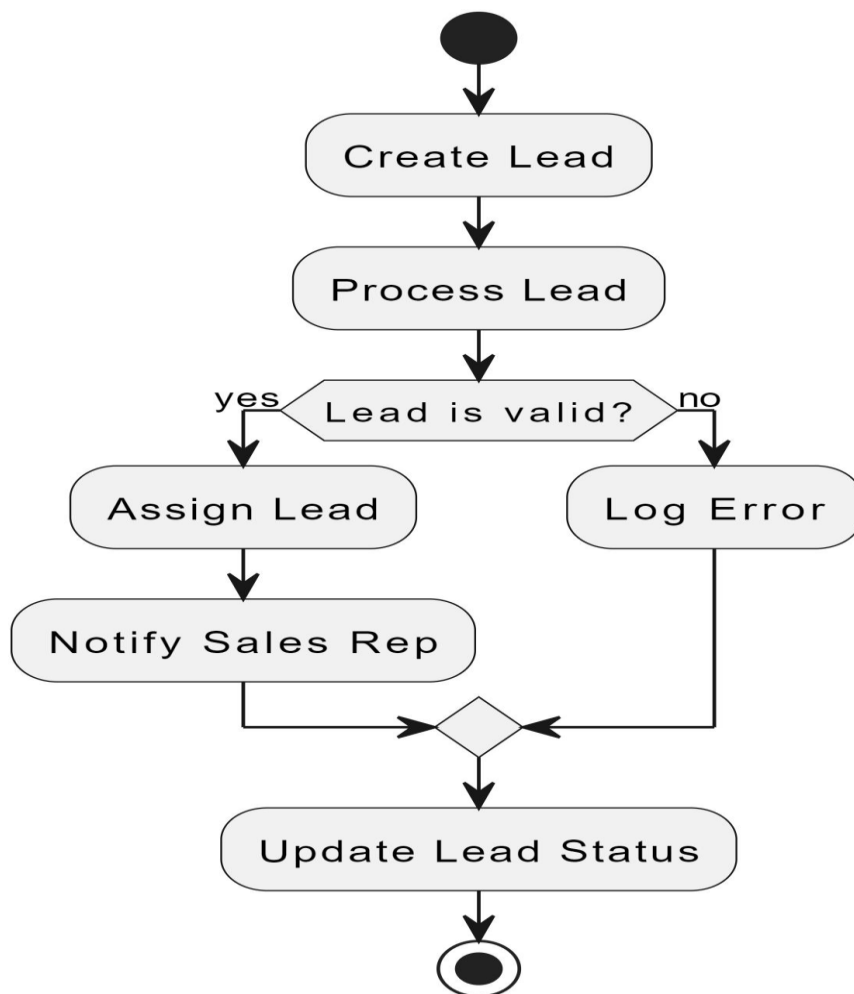 Create Lead
Process Lead
yes
Lead is valid?
no
Assign Lead
Log Error
Notify Sales Rep
Update Lead Status